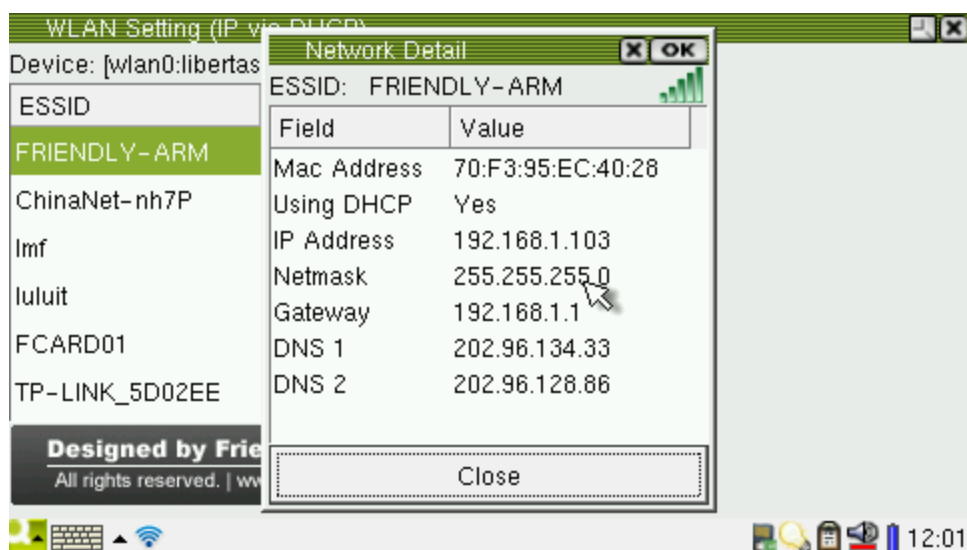 WLAN Setting (IP via DHCP)
Device: [wlan0:libertas
ESSID
FRIENDLY-ARM
ChinaNet-nh7P
lmf
luluit
FCARD01
TP-LINK_5D02EE
Designed by Frie
All rights reserved. | ww
Network Detail
OK
ESSID: FRIENDLY-ARM
Field Value
Mac Address 70:F3:95:EC:40:28
Using DHCP Yes
IP Address 192.168.1.103
Netmask 255.255.255.0
Gateway 192.168.1.1
DNS 1 202.96.134.33
DNS 2 202.96.128.86
Close
12:01